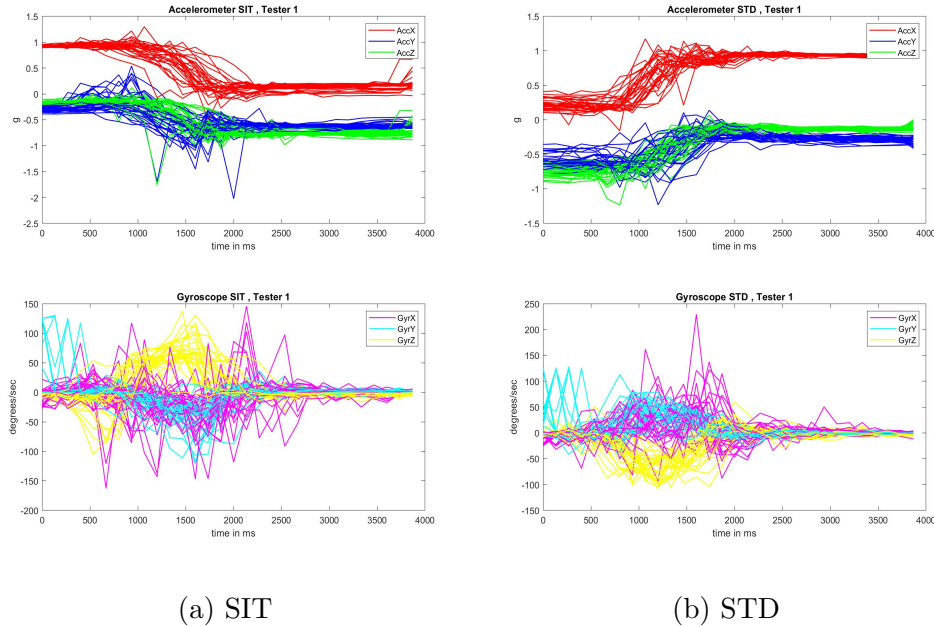 Accelerometer SIT , Tester 1
1.5
1
0.5
0
-0.5
-1
-1.5
-2
-2.5
g
AccX
AccY
AccZ
0 500 1000 1500 2000 2500 3000 3500 4000
time in ms
Accelerometer STD , Tester 1
1.5
1
0.5
0
-0.5
-1
-1.5
g
AccX
AccY
AccZ
0 500 1000 1500 2000 2500 3000 3500 4000
time in ms
Gyroscope SIT , Tester 1
150
100
50
0
-50
-100
-150
-200
degrees/sec
GyrX
GyrY
GyrZ
0 500 1000 1500 2000 2500 3000 3500 4000
time in ms
Gyroscope STD , Tester 1
250
200
150
100
50
0
-50
-100
-150
degrees/sec
GyrX
GyrY
GyrZ
0 500 1000 1500 2000 2500 3000 3500 4000
time in ms
(a) SIT
(b) STD